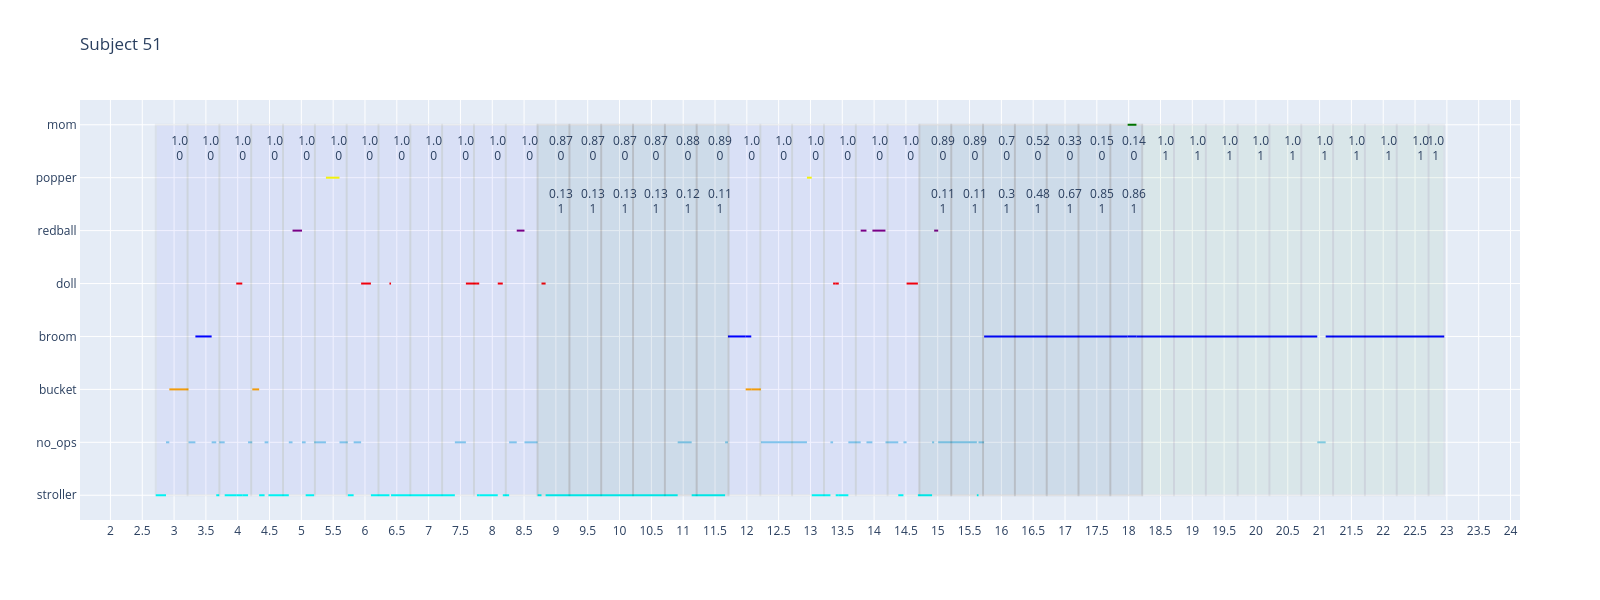 Subject 51
mom
1.0 1.0 1.0 1.0 1.0 1.0 1.0 1.0 1.0 1.0 1.0 1.0 0.87 0.87 0.87 0.87 0.88 0.89 1.0 1.0 1.0 1.0 1.0 1.0 0.89 0.89 0.7 0.52 0.33 0.15 0.14 1.0 1.0 1.0 1.0 1.0 1.0 1.0 1.0 1.0 1.0
0 0 0 0 0 0 0 0 0 0 0 0 0 0 0 0 0 0 0 0 0 0 0 0 0 0 0 0 0 0 0 1 1 1 1 1 1 1 1 1 1
popper
0.13 0.13 0.13 0.13 0.12 0.11 0.11 0.11 0.3 0.48 0.67 0.85 0.86
1 1 1 1 1 1 1 1 1 1 1 1 1
redball
doll
broom
bucket
no_ops
stroller
2 2.5 3 3.5 4 4.5 5 5.5 6 6.5 7 7.5 8 8.5 9 9.5 10 10.5 11 11.5 12 12.5 13 13.5 14 14.5 15 15.5 16 16.5 17 17.5 18 18.5 19 19.5 20 20.5 21 21.5 22 22.5 23 23.5 24